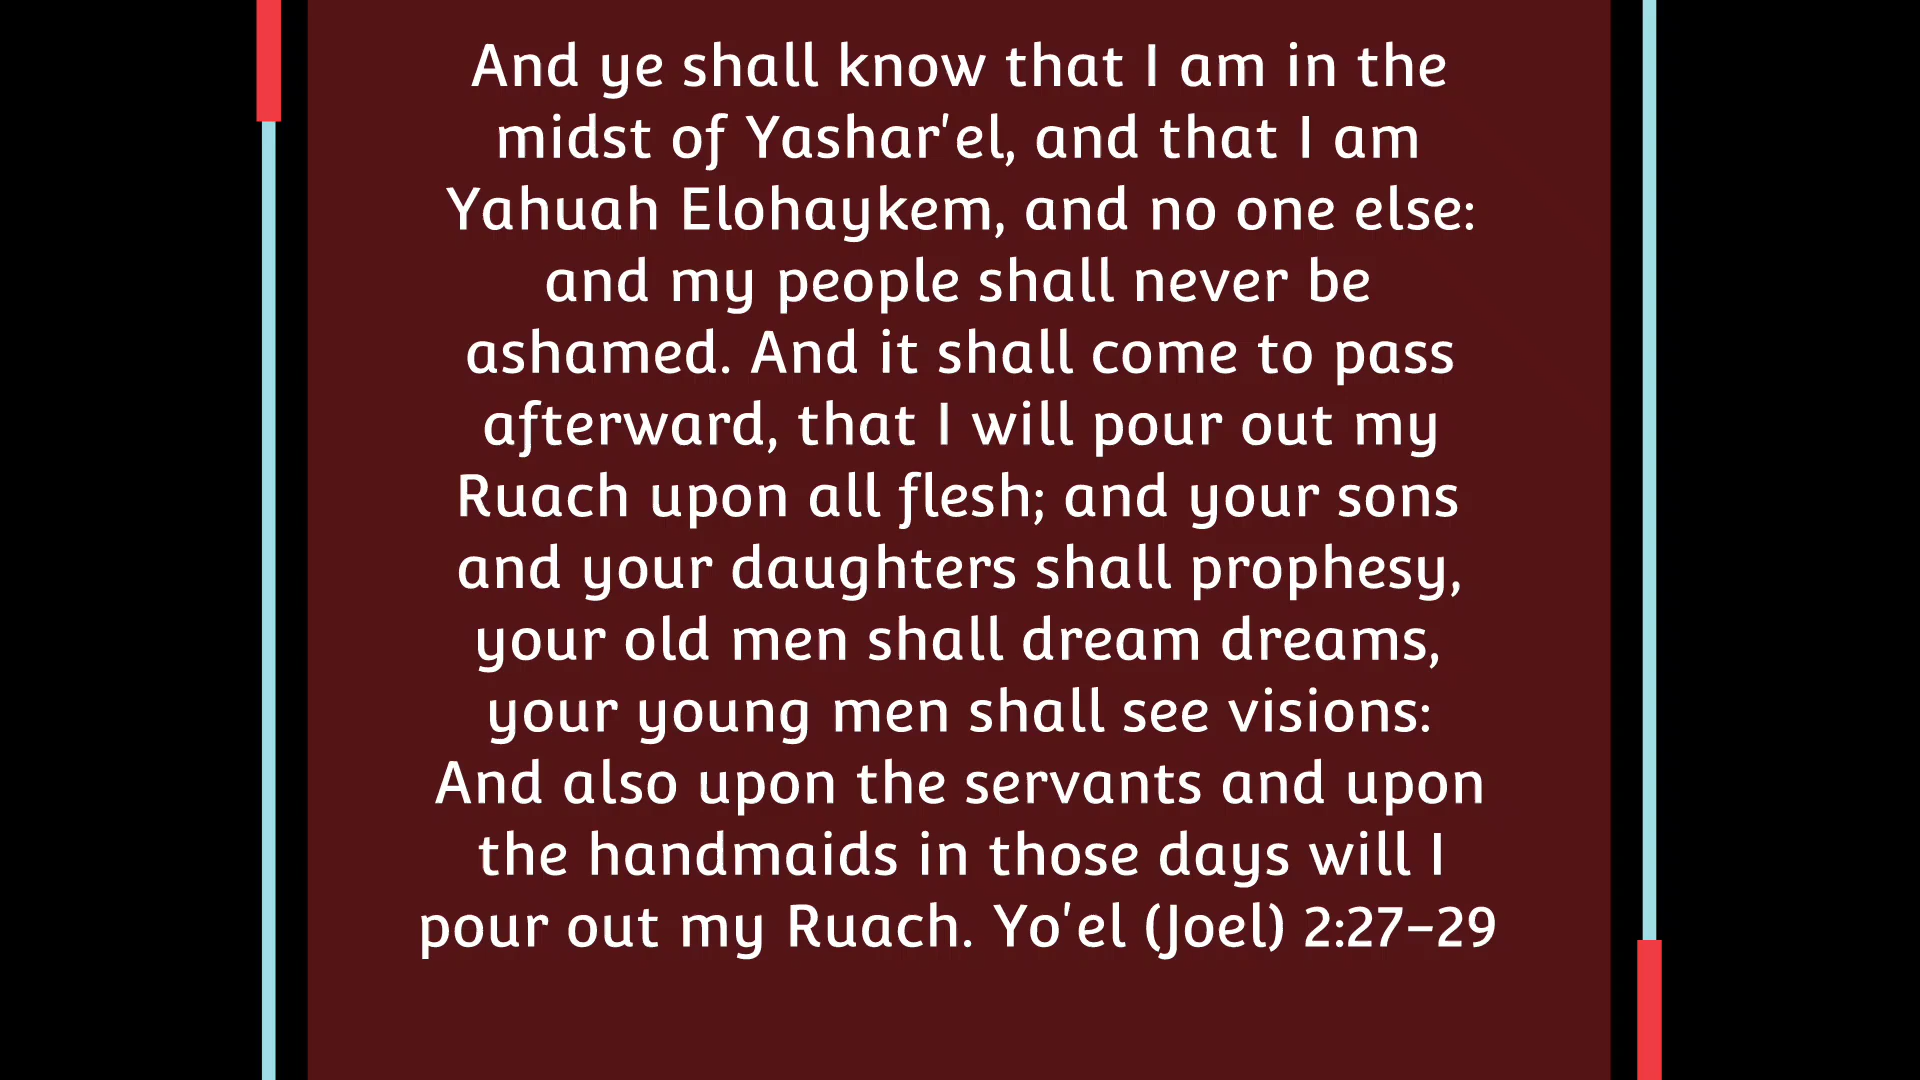 And ye shall know that I am in the
midst of Yashar'el, and that I am
Yahuah Elohaykem, and no one else:
and my people shall never be
ashamed. And it shall come to pass
afterward, that I will pour out my
Ruach upon all flesh; and your sons
and your daughters shall prophesy,
your old men shall dream dreams,
your young men shall see visions:
And also upon the servants and upon
the handmaids in those days will I
pour out my Ruach. Yo'el (Joel) 2:27–29